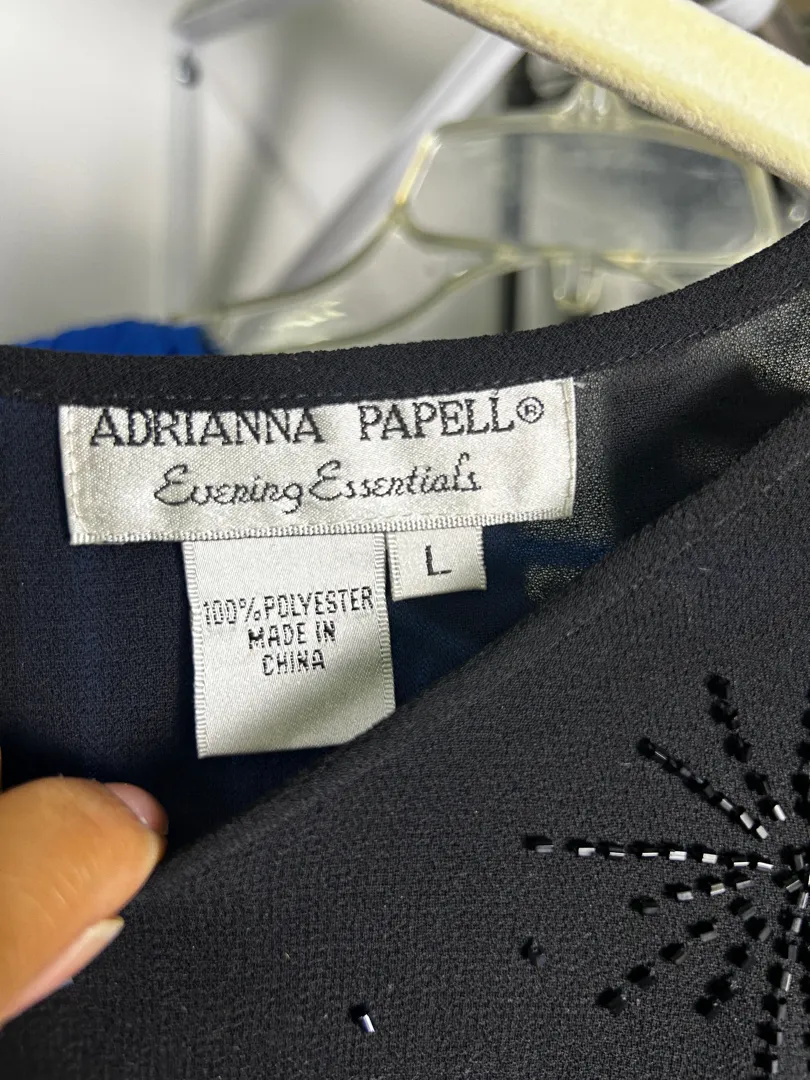 ADRIANNA PAPELL®
Evening Essentials
L
100% POLYESTER
MADE IN
CHINA